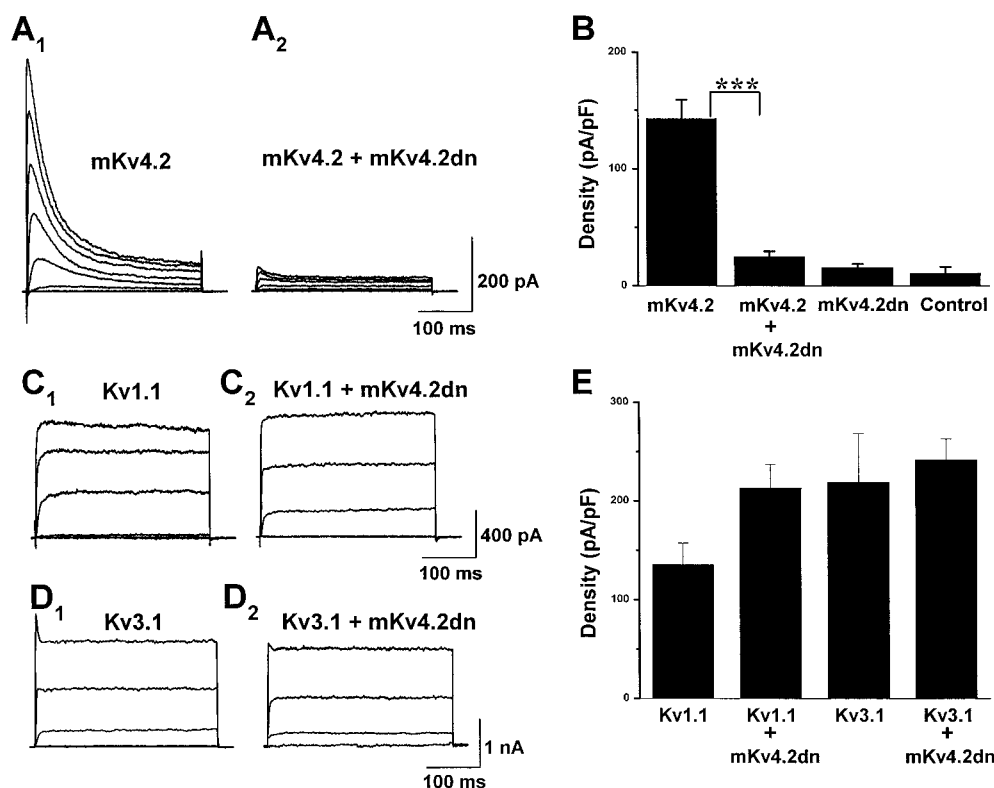 A1
A2
mKv4.2
mKv4.2 + mKv4.2dn
200 pA
100 ms
B
Density (pA/pF)
200
100
0
***
mKv4.2
mKv4.2
+
mKv4.2dn
mKv4.2dn
Control
C1
Kv1.1
C2
Kv1.1 + mKv4.2dn
400 pA
100 ms
D1
Kv3.1
D2
Kv3.1 + mKv4.2dn
1 nA
100 ms
E
Density (pA/pF)
300
200
100
0
Kv1.1
Kv1.1
+
mKv4.2dn
Kv3.1
Kv3.1
+
mKv4.2dn